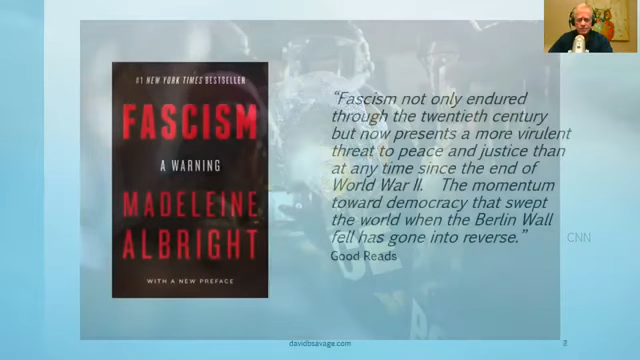 #1 NEW YORK TIMES BESTSELLER
FASCISM
A WARNING
MADELEINE
ALBRIGHT
WITH A NEW PREFACE
“Fascism not only endured
through the twentieth century
but now presents a more virulent
threat to peace and justice than
at any time since the end of
World War II. The momentum
toward democracy that swept
the world when the Berlin Wall
fell has gone into reverse.”
Good Reads
CNN
davidbsavage.com